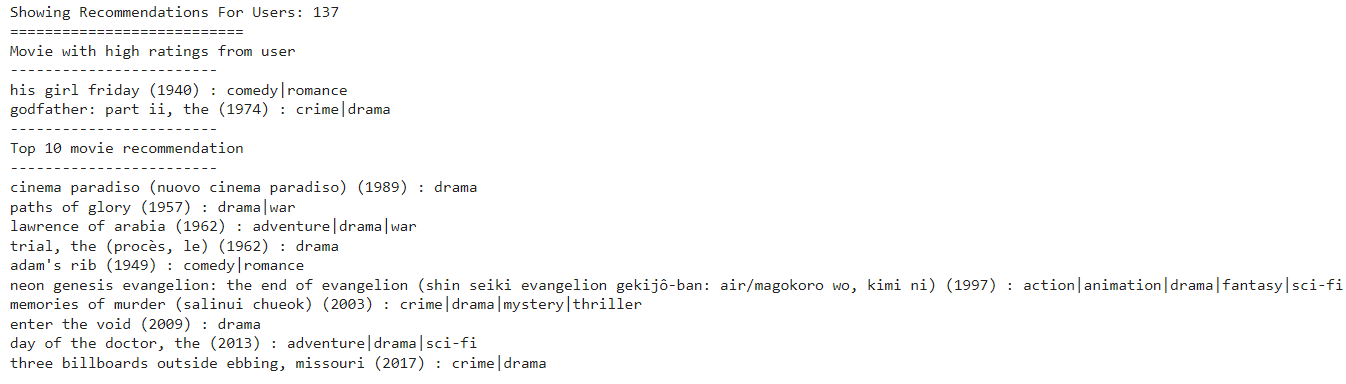 Showing Recommendations For Users: 137
===========================
Movie with high ratings from user
------------------------
his girl friday (1940) : comedy|romance
godfather: part ii, the (1974) : crime|drama
------------------------
Top 10 movie recommendation
------------------------
cinema paradiso (nuovo cinema paradiso) (1989) : drama
paths of glory (1957) : drama|war
lawrence of arabia (1962) : adventure|drama|war
trial, the (procès, le) (1962) : drama
adam's rib (1949) : comedy|romance
neon genesis evangelion: the end of evangelion (shin seiki evangelion gekijô-ban: air/magokoro wo, kimi ni) (1997) : action|animation|drama|fantasy|sci-fi
memories of murder (salinui chueok) (2003) : crime|drama|mystery|thriller
enter the void (2009) : drama
day of the doctor, the (2013) : adventure|drama|sci-fi
three billboards outside ebbing, missouri (2017) : crime|drama